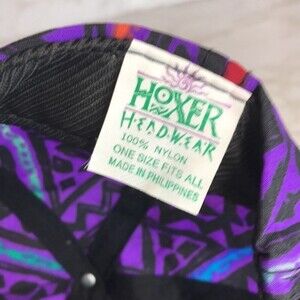 HOXER
HEADWEAR
100% NYLON
ONE SIZE FITS ALL
MADE IN PHILIPPINES